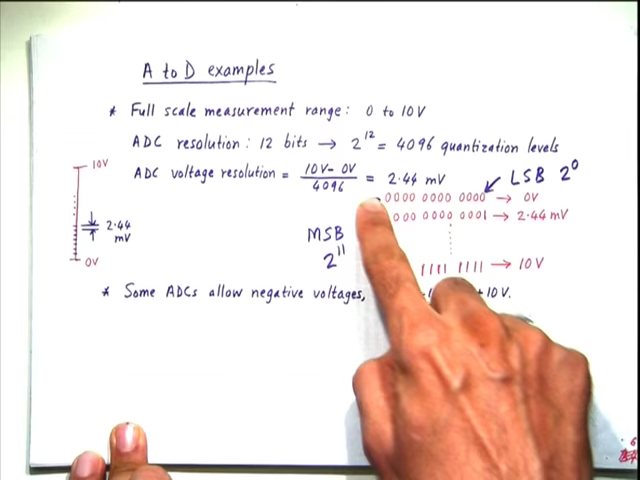 A to D examples
* Full scale measurement range: 0 to 10V
ADC resolution: 12 bits → 2^12 = 4096 quantization levels
ADC voltage resolution = (10V - 0V) / 4096 = 2.44 mV
LSB 2^0
10V
2.44 mV
0V
0000 0000 0000 → 0V
000 0000 0001 → 2.44 mV
MSB
2^11
1111 1111 → 10V
* Some ADCs allow negative voltages, 10V.